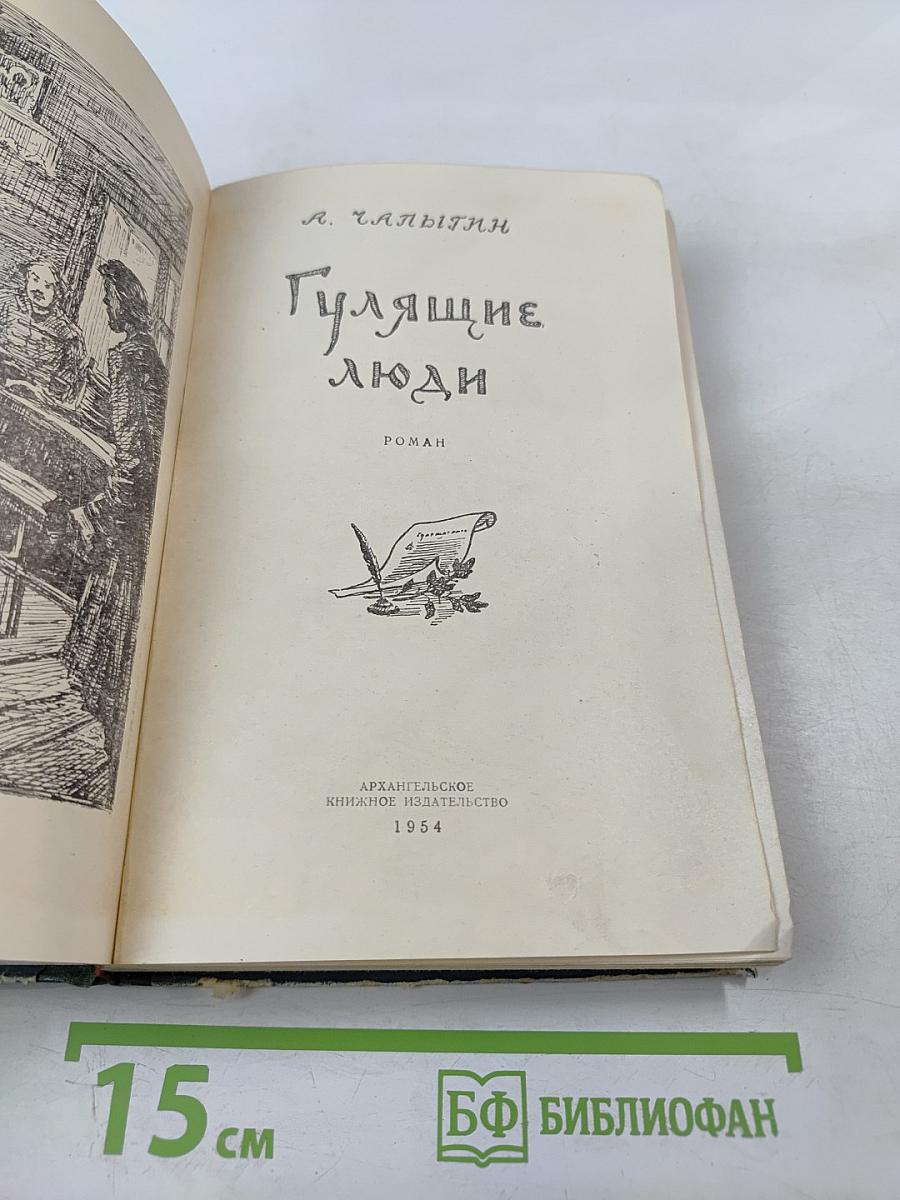 А. ЧАПЫГИН
Гулящие
люди
РОМАН
АРХАНГЕЛЬСКОЕ
КНИЖНОЕ ИЗДАТЕЛЬСТВО
1954
15 см
БФ БИБЛИОФАН